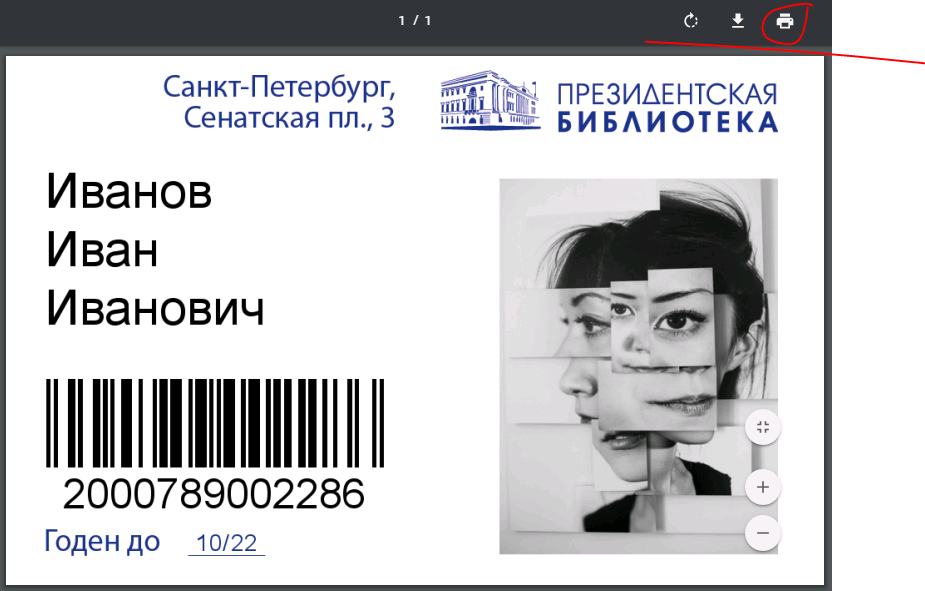 1 / 1
Санкт-Петербург,
Сенатская пл., 3
ПРЕЗИДЕНТСКАЯ
БИБЛИОТЕКА
Иванов
Иван
Иванович
2000789002286
Годен до 10/22